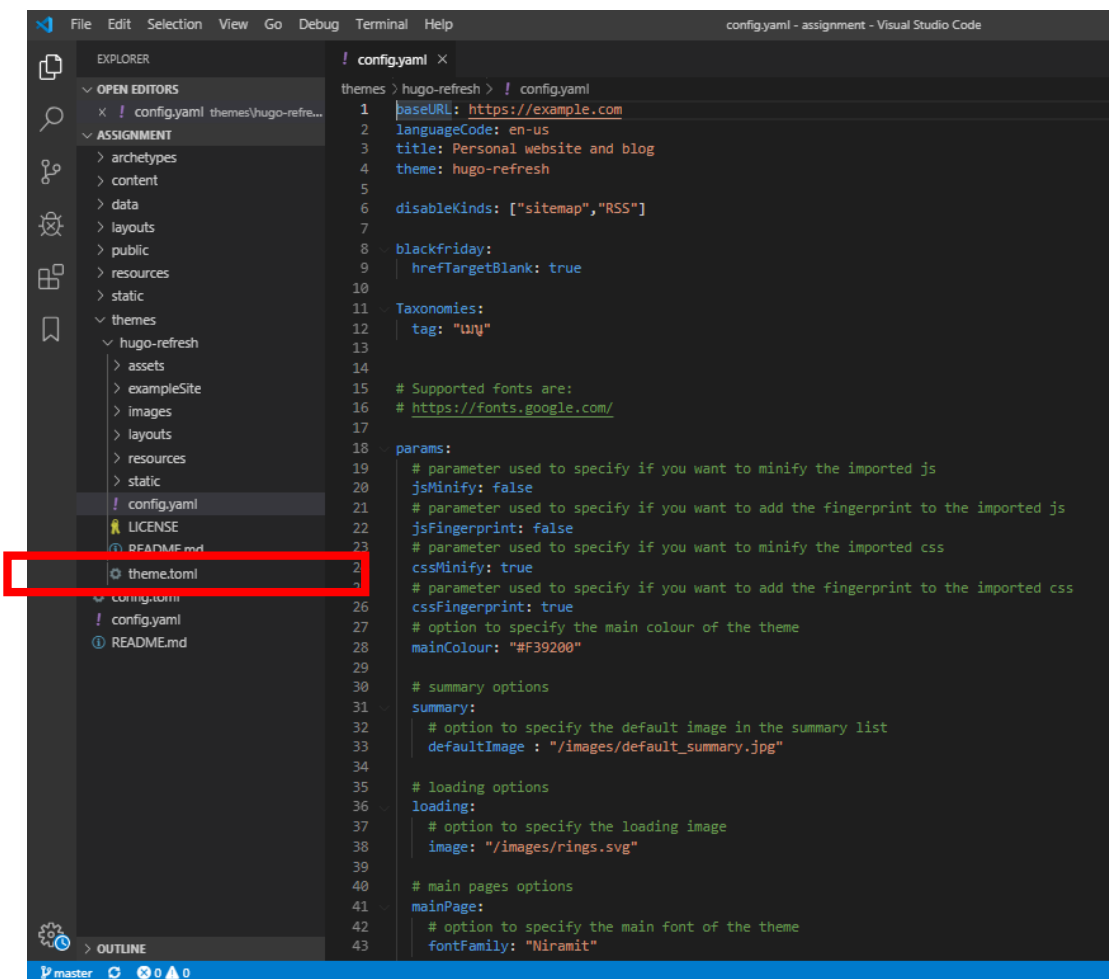 File Edit Selection View Go Debug Terminal Help config.yaml - assignment - Visual Studio Code
EXPLORER
OPEN EDITORS
config.yaml themes\hugo-refre...
ASSIGNMENT
archetypes
content
data
layouts
public
resources
static
themes
hugo-refresh
assets
exampleSite
images
layouts
resources
static
config.yaml
LICENSE
README.md
theme.toml
config.toml
config.yaml
README.md
OUTLINE
config.yaml
themes > hugo-refresh > ! config.yaml
1 baseURL: https://example.com
2 languageCode: en-us
3 title: Personal website and blog
4 theme: hugo-refresh
5
6 disableKinds: ["sitemap","RSS"]
7
8 blackfriday:
9 hrefTargetBlank: true
10
11 Taxonomies:
12 tag: "เมนู"
13
14
15 # Supported fonts are:
16 # https://fonts.google.com/
17
18 params:
19 # parameter used to specify if you want to minify the imported js
20 jsMinify: false
21 # parameter used to specify if you want to add the fingerprint to the imported js
22 jsFingerprint: false
23 # parameter used to specify if you want to minify the imported css
2 cssMinify: true
2 # parameter used to specify if you want to add the fingerprint to the imported css
26 cssFingerprint: true
27 # option to specify the main colour of the theme
28 mainColour: "#F39200"
29
30 # summary options
31 summary:
32 # option to specify the default image in the summary list
33 defaultImage : "/images/default_summary.jpg"
34
35 # loading options
36 loading:
37 # option to specify the loading image
38 image: "/images/rings.svg"
39
40 # main pages options
41 mainPage:
42 # option to specify the main font of the theme
43 fontFamily: "Niramit"
master 0 0